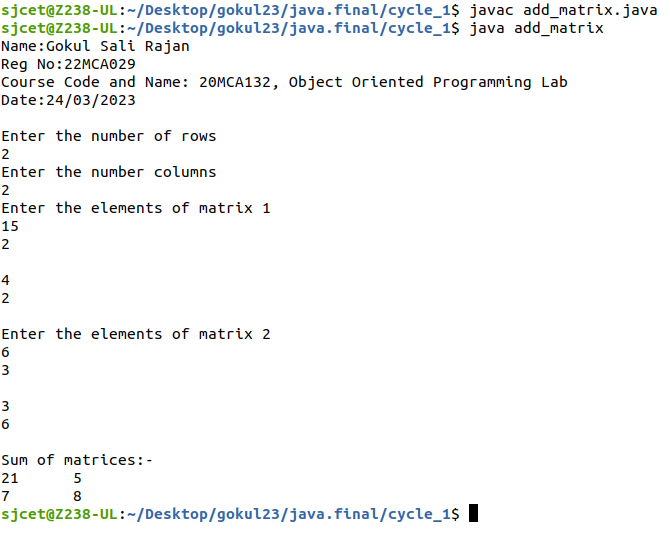 sjcet@Z238-UL:~/Desktop/gokul23/java.final/cycle_1$ javac add_matrix.java
sjcet@Z238-UL:~/Desktop/gokul23/java.final/cycle_1$ java add_matrix
Name:Gokul Sali Rajan
Reg No:22MCA029
Course Code and Name: 20MCA132, Object Oriented Programming Lab
Date:24/03/2023
Enter the number of rows
2
Enter the number columns
2
Enter the elements of matrix 1
15
2
4
2
Enter the elements of matrix 2
6
3
3
6
Sum of matrices:-
21      5
7       8
sjcet@Z238-UL:~/Desktop/gokul23/java.final/cycle_1$